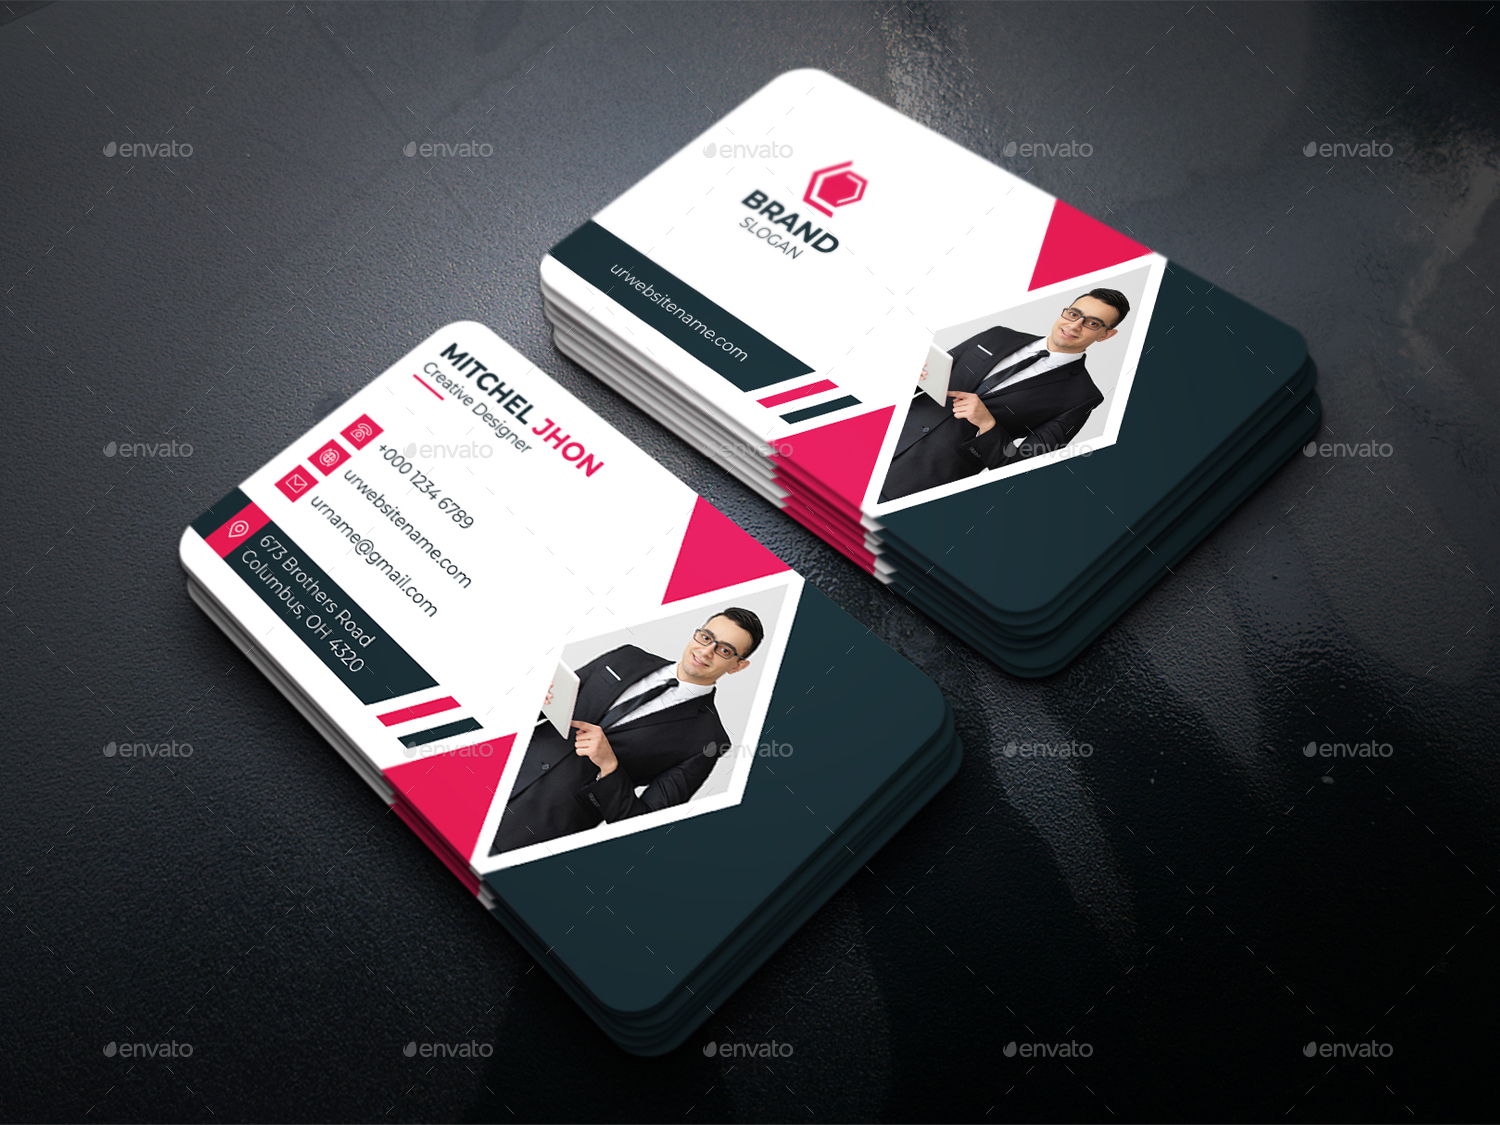 BRAND
SLOGAN
urwebsitename.com
MITCHEL JHON
Creative Designer
+000 1234 6789
urwebsitename.com
urname@gmail.com
673 Brothers Road
Columbus, OH 4320
envato envato envato envato envato
envato envato envato
envato envato envato envato envato
envato envato envato envato envato